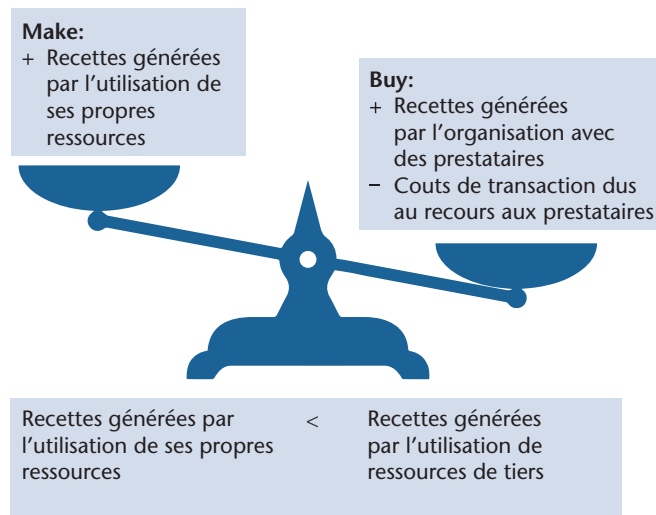 Make:
+ Recettes générées
par l'utilisation de
ses propres
ressources
Buy:
+ Recettes générées
par l'organisation avec
des prestataires
− Couts de transaction dus
au recours aux prestataires
Recettes générées par
l'utilisation de ses propres
ressources
<
Recettes générées
par l'utilisation de
ressources de tiers